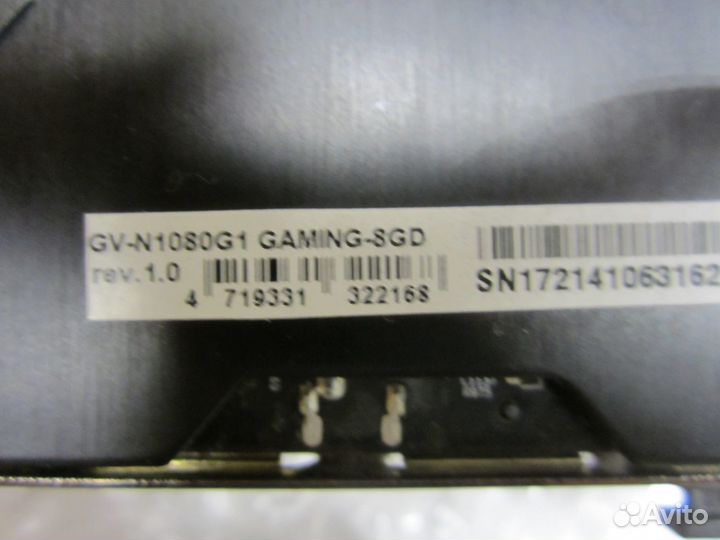 GV-N1080G1 GAMING-8GD
rev.1.0
4 719331 322168
SN172141063162
Avito